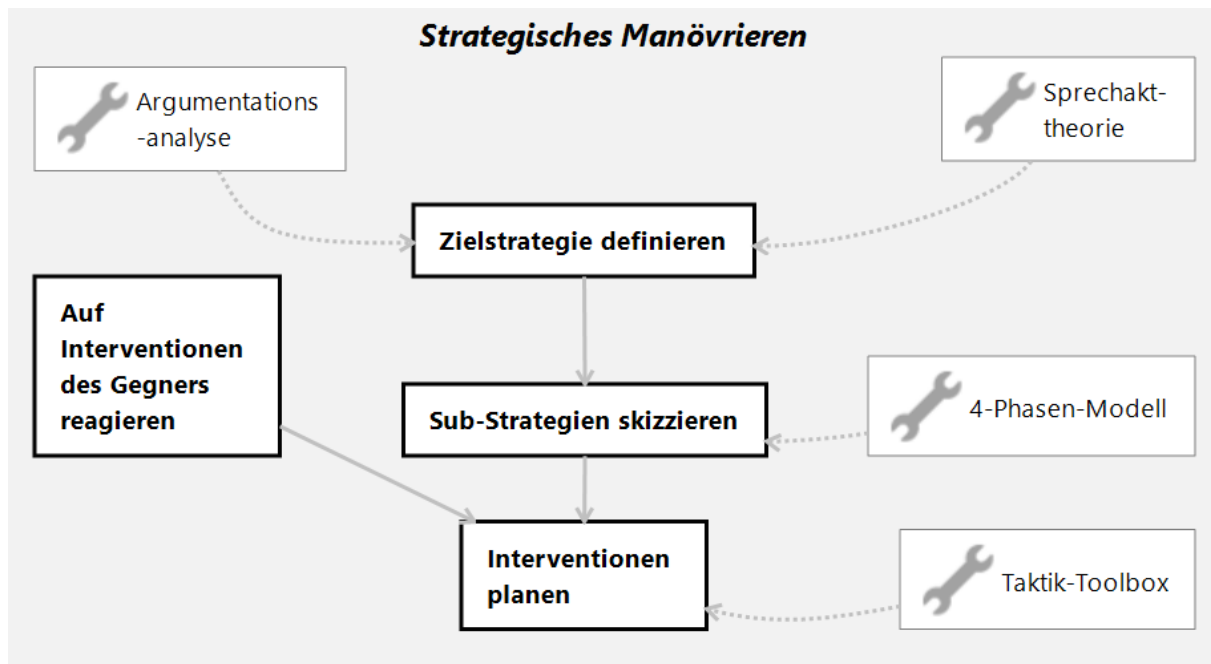 Strategisches Manövrieren
Argumentations
-analyse
Sprechakt-
theorie
Zielstrategie definieren
Auf
Interventionen
des Gegners
reagieren
Sub-Strategien skizzieren
4-Phasen-Modell
Interventionen
planen
Taktik-Toolbox